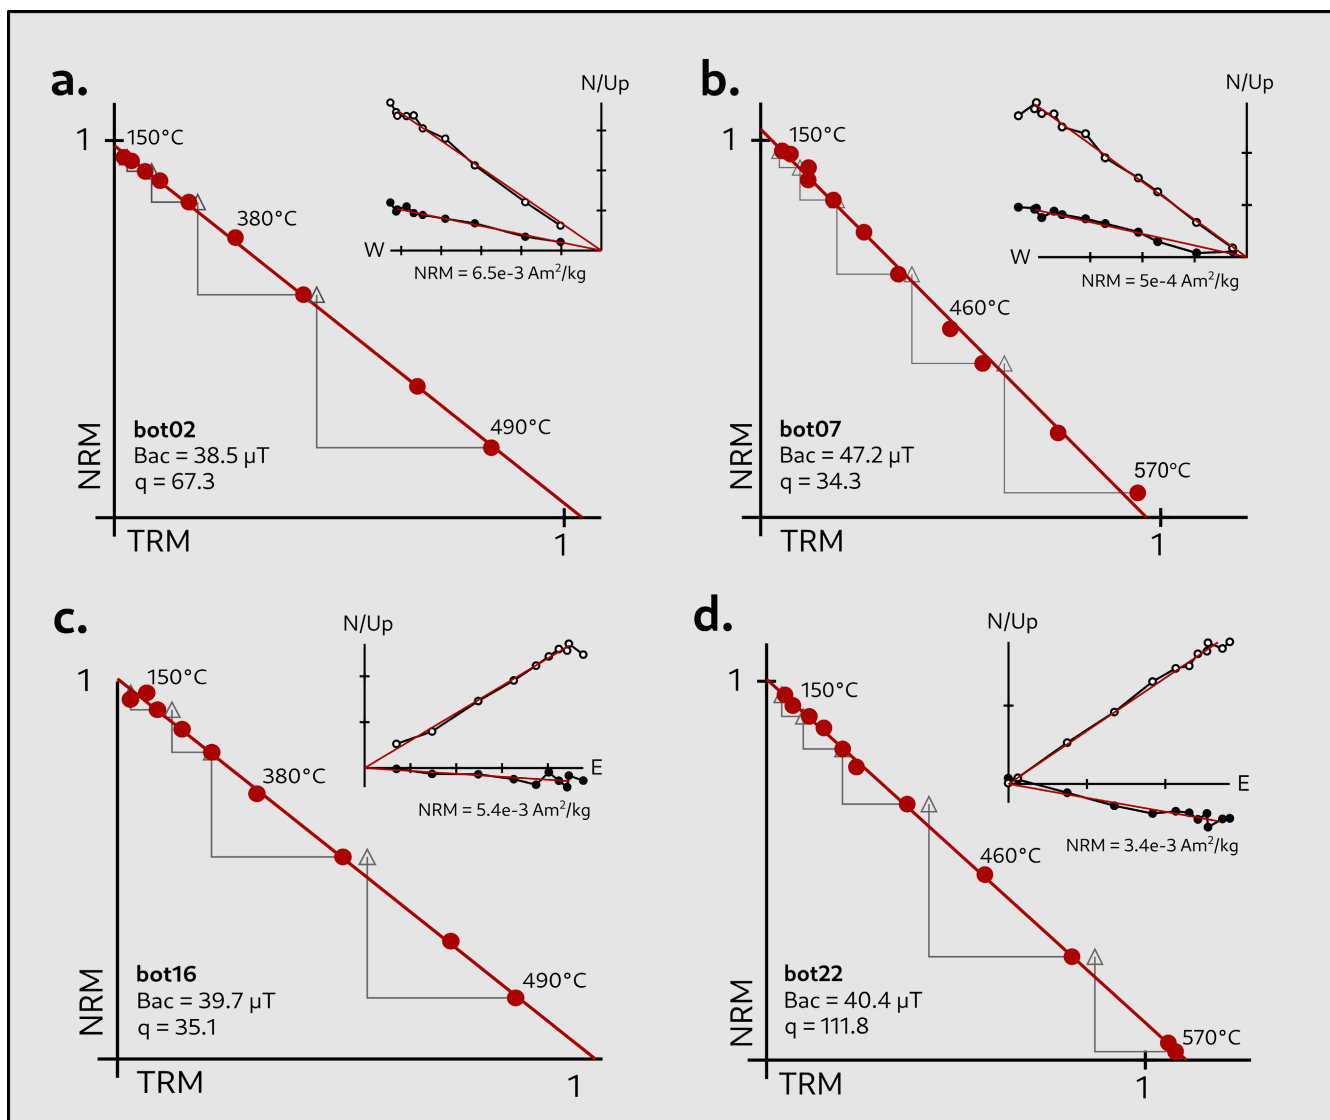 a.
N/Up
1
150°C
380°C
W
NRM = 6.5e-3 Am²/kg
490°C
bot02
Bac = 38.5 µT
q = 67.3
NRM
TRM
1
b.
N/Up
1
150°C
W
NRM = 5e-4 Am²/kg
460°C
570°C
bot07
Bac = 47.2 µT
q = 34.3
NRM
TRM
1
c.
N/Up
1
150°C
380°C
E
NRM = 5.4e-3 Am²/kg
490°C
bot16
Bac = 39.7 µT
q = 35.1
NRM
TRM
1
d.
N/Up
1
150°C
E
NRM = 3.4e-3 Am²/kg
460°C
570°C
bot22
Bac = 40.4 µT
q = 111.8
NRM
TRM
1